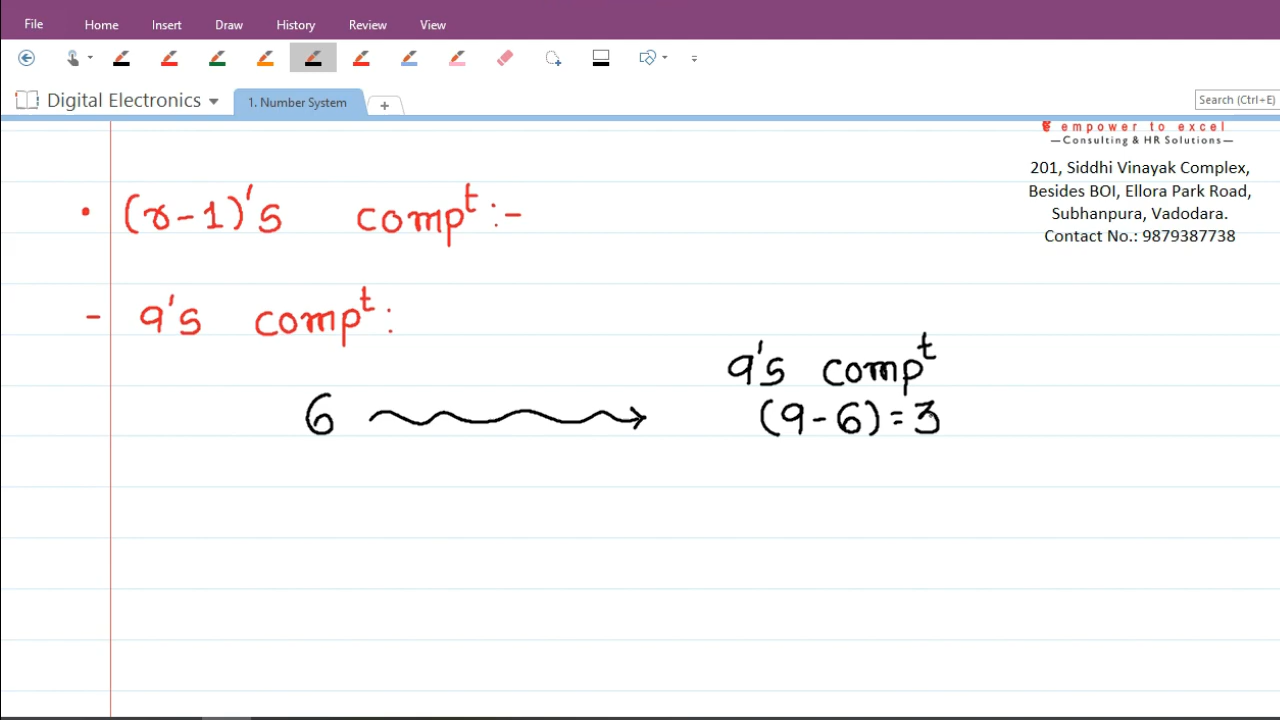 File Home Insert Draw History Review View
Digital Electronics 1. Number System + Search (Ctrl+E)
empower to excel
—Consulting & HR Solutions—
201, Siddhi Vinayak Complex,
Besides BOI, Ellora Park Road,
Subhanpura, Vadodara.
Contact No.: 9879387738
• (r-1)'s compt :-
- 9's compt :
9's compt
6 (9-6) = 3